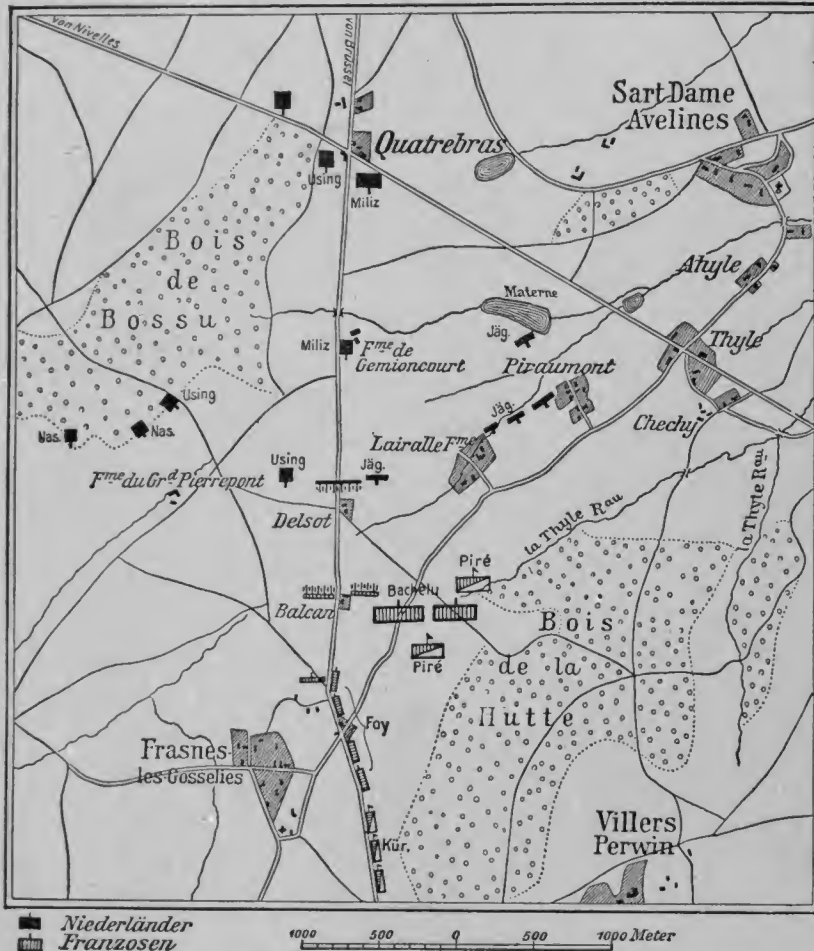 von Nivelles
von Brüssel
Sart Dame
Avelines
Quatrebras
Using
Miliz
Bois
de
Bossu
Athyle
Materne
Jäg.
Thyle
Miliz
Fme de
Gemioncourt
Piraumont
Using
Nas.
Nas.
Jäg.
Chechy
Lairalle Fme
Using
Jäg.
Fme du Grd Pierrepont
Delsot
la Thyle Rau
la Thyte Rau
Piré
Bachelu
Balcan
Bois
de la
Hütte
Piré
Foy
Frasnes-
les-Gosselies
Kür.
Villers
Perwin
Niederländer
Franzosen
1000 500 0 500 1000 Meter